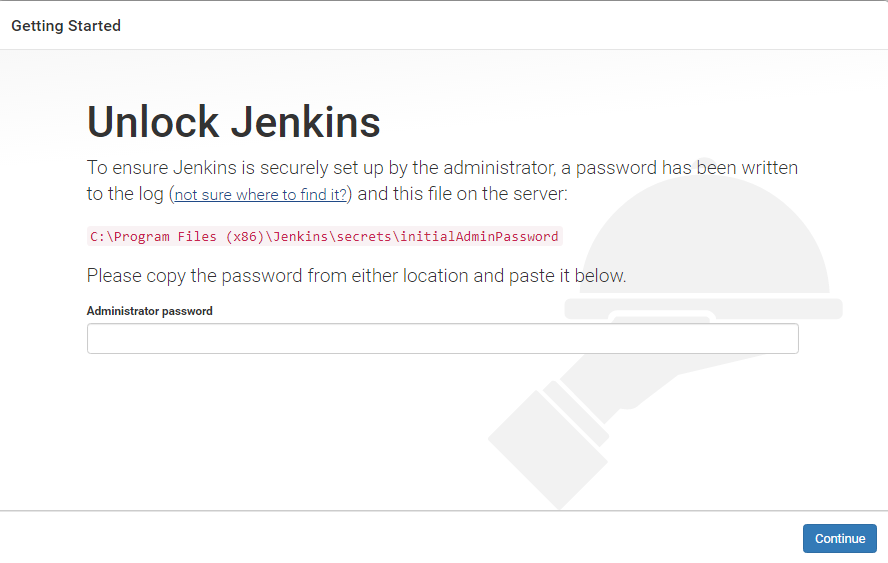 Getting Started
Unlock Jenkins
To ensure Jenkins is securely set up by the administrator, a password has been written
to the log (not sure where to find it?) and this file on the server:
C:\Program Files (x86)\Jenkins\secrets\initialAdminPassword
Please copy the password from either location and paste it below.
Administrator password
Continue